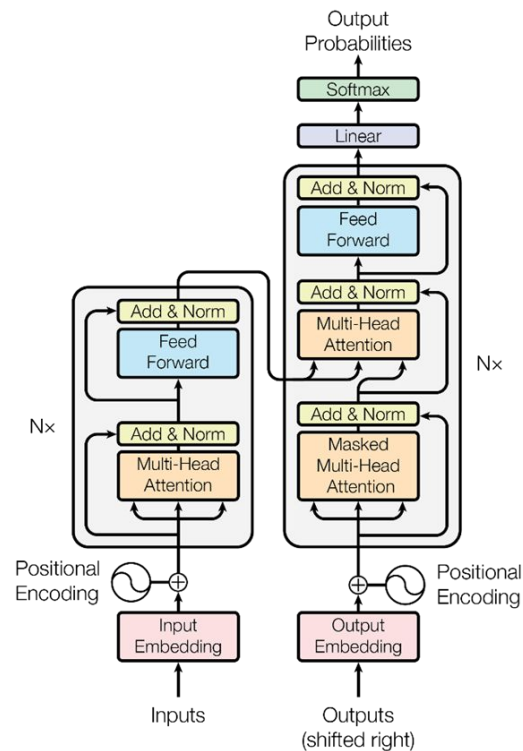 Output
Probabilities
Softmax
Linear
Add & Norm
Feed
Forward
Add & Norm
Multi-Head
Attention
Add & Norm
Masked
Multi-Head
Attention
N×
Add & Norm
Feed
Forward
Add & Norm
Multi-Head
Attention
N×
Positional
Encoding
Positional
Encoding
Input
Embedding
Output
Embedding
Inputs
Outputs
(shifted right)